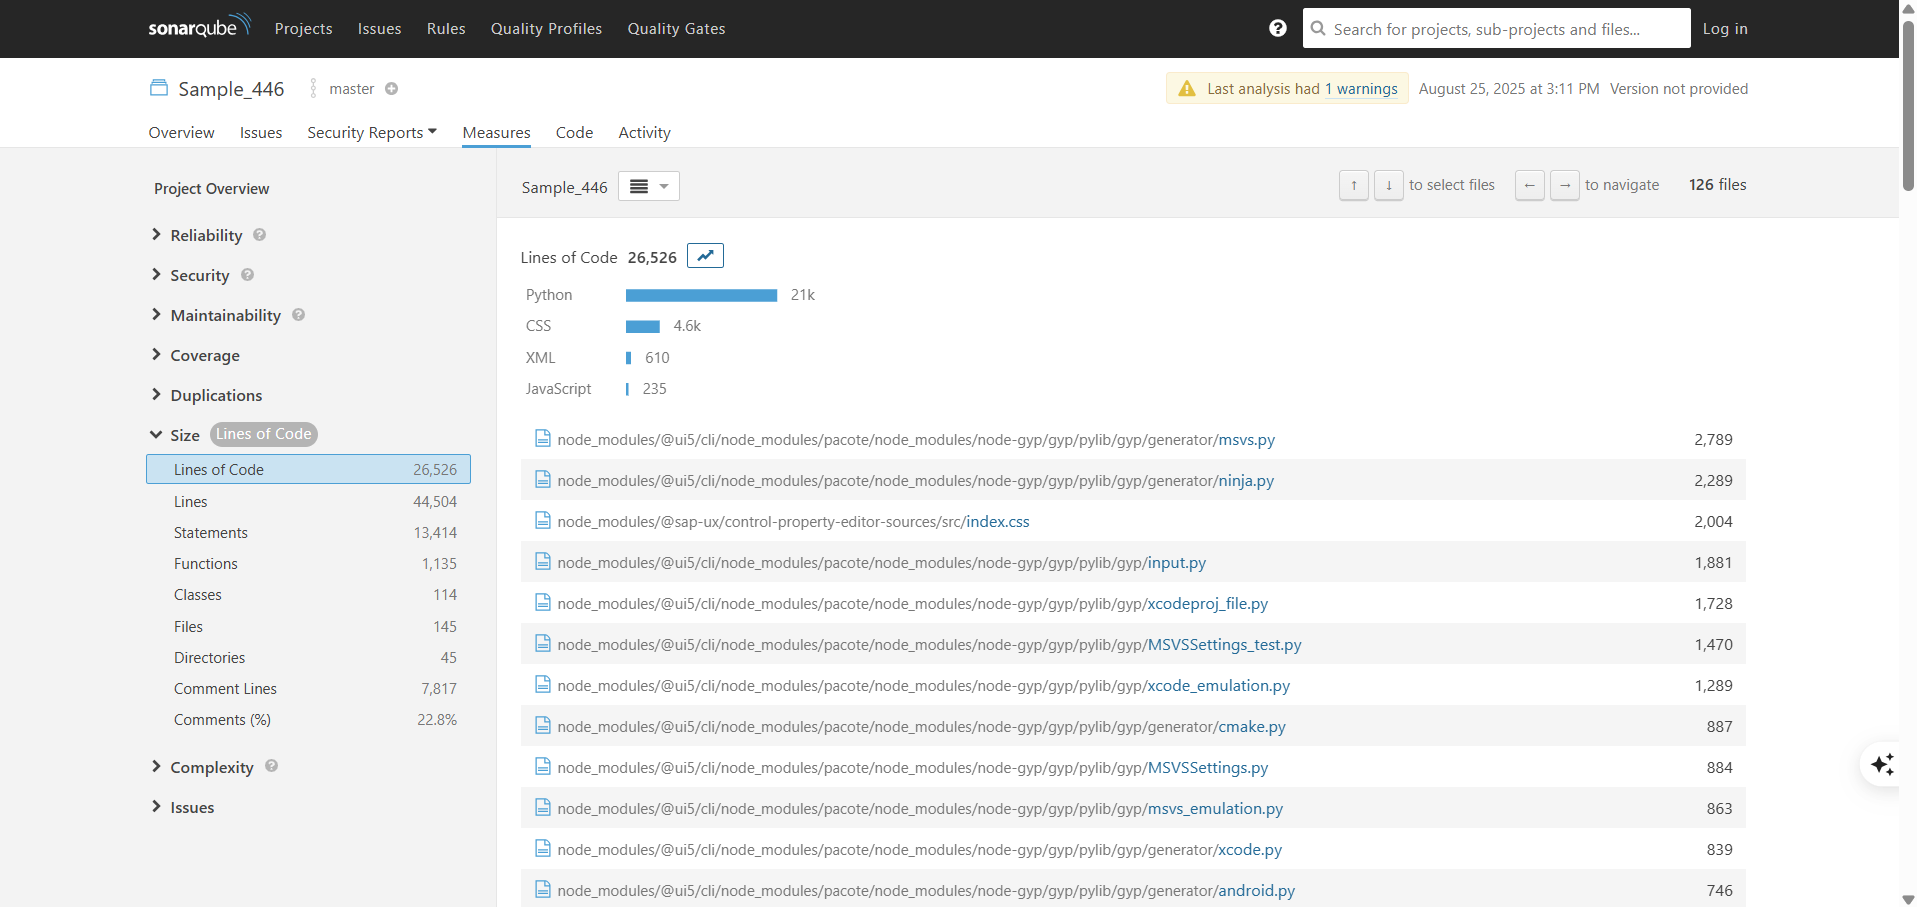 sonarqube Projects Issues Rules Quality Profiles Quality Gates Search for projects, sub-projects and files... Log in
Sample_446 master Last analysis had 1 warnings August 25, 2025 at 3:11 PM Version not provided
Overview Issues Security Reports Measures Code Activity
Project Overview
Reliability
Security
Maintainability
Coverage
Duplications
Size Lines of Code
Lines of Code 26,526
Lines 44,504
Statements 13,414
Functions 1,135
Classes 114
Files 145
Directories 45
Comment Lines 7,817
Comments (%) 22.8%
Complexity
Issues
Sample_446 ↑ ↓ to select files ← → to navigate 126 files
Lines of Code 26,526
Python 21k
CSS 4.6k
XML 610
JavaScript 235
node_modules/@ui5/cli/node_modules/pacote/node_modules/node-gyp/gyp/pylib/gyp/generator/msvs.py 2,789
node_modules/@ui5/cli/node_modules/pacote/node_modules/node-gyp/gyp/pylib/gyp/generator/ninja.py 2,289
node_modules/@sap-ux/control-property-editor-sources/src/index.css 2,004
node_modules/@ui5/cli/node_modules/pacote/node_modules/node-gyp/gyp/pylib/gyp/input.py 1,881
node_modules/@ui5/cli/node_modules/pacote/node_modules/node-gyp/gyp/pylib/gyp/xcodeproj_file.py 1,728
node_modules/@ui5/cli/node_modules/pacote/node_modules/node-gyp/gyp/pylib/gyp/MSVSSettings_test.py 1,470
node_modules/@ui5/cli/node_modules/pacote/node_modules/node-gyp/gyp/pylib/gyp/xcode_emulation.py 1,289
node_modules/@ui5/cli/node_modules/pacote/node_modules/node-gyp/gyp/pylib/gyp/generator/cmake.py 887
node_modules/@ui5/cli/node_modules/pacote/node_modules/node-gyp/gyp/pylib/gyp/MSVSSettings.py 884
node_modules/@ui5/cli/node_modules/pacote/node_modules/node-gyp/gyp/pylib/gyp/msvs_emulation.py 863
node_modules/@ui5/cli/node_modules/pacote/node_modules/node-gyp/gyp/pylib/gyp/generator/xcode.py 839
node_modules/@ui5/cli/node_modules/pacote/node_modules/node-gyp/gyp/pylib/gyp/generator/android.py 746